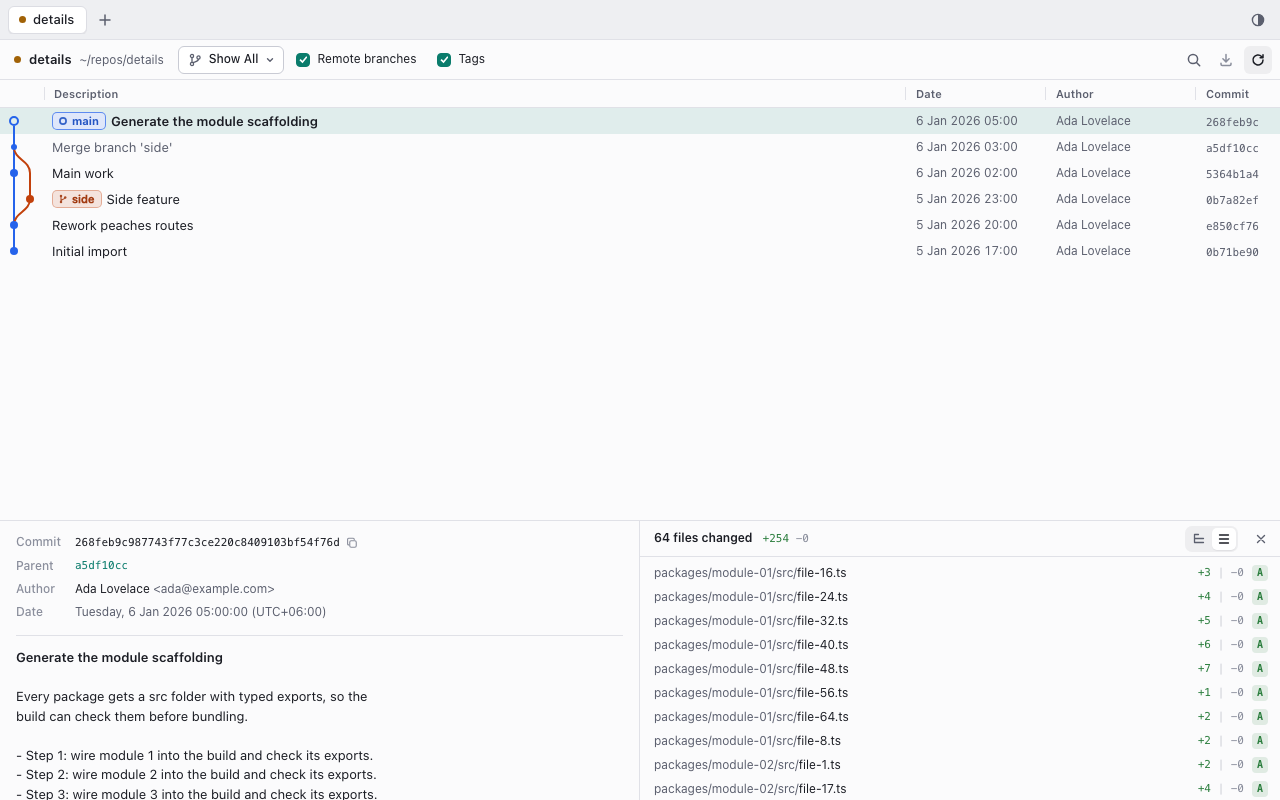 details
details ~/repos/details Show All Remote branches Tags
Description Date Author Commit
main Generate the module scaffolding 6 Jan 2026 05:00 Ada Lovelace 268feb9c
Merge branch 'side' 6 Jan 2026 03:00 Ada Lovelace a5df10cc
Main work 6 Jan 2026 02:00 Ada Lovelace 5364b1a4
side Side feature 5 Jan 2026 23:00 Ada Lovelace 0b7a82ef
Rework peaches routes 5 Jan 2026 20:00 Ada Lovelace e850cf76
Initial import 5 Jan 2026 17:00 Ada Lovelace 0b71be90
Commit 268feb9c987743f77c3ce220c8409103bf54f76d
Parent a5df10cc
Author Ada Lovelace <ada@example.com>
Date Tuesday, 6 Jan 2026 05:00:00 (UTC+06:00)
Generate the module scaffolding
Every package gets a src folder with typed exports, so the
build can check them before bundling.
- Step 1: wire module 1 into the build and check its exports.
- Step 2: wire module 2 into the build and check its exports.
- Step 3: wire module 3 into the build and check its exports.
64 files changed +254 −0
packages/module-01/src/file-16.ts +3 | −0 A
packages/module-01/src/file-24.ts +4 | −0 A
packages/module-01/src/file-32.ts +5 | −0 A
packages/module-01/src/file-40.ts +6 | −0 A
packages/module-01/src/file-48.ts +7 | −0 A
packages/module-01/src/file-56.ts +1 | −0 A
packages/module-01/src/file-64.ts +2 | −0 A
packages/module-01/src/file-8.ts +2 | −0 A
packages/module-02/src/file-1.ts +2 | −0 A
packages/module-02/src/file-17.ts +4 | −0 A